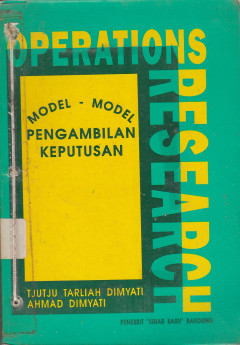 OPERATIONS
RESEARCH
MODEL - MODEL
PENGAMBILAN
KEPUTUSAN
TJUTJU TARLIAH DIMYATI
AHMAD DIMYATI
PENERBIT "SINAR BARU" BANDUNG